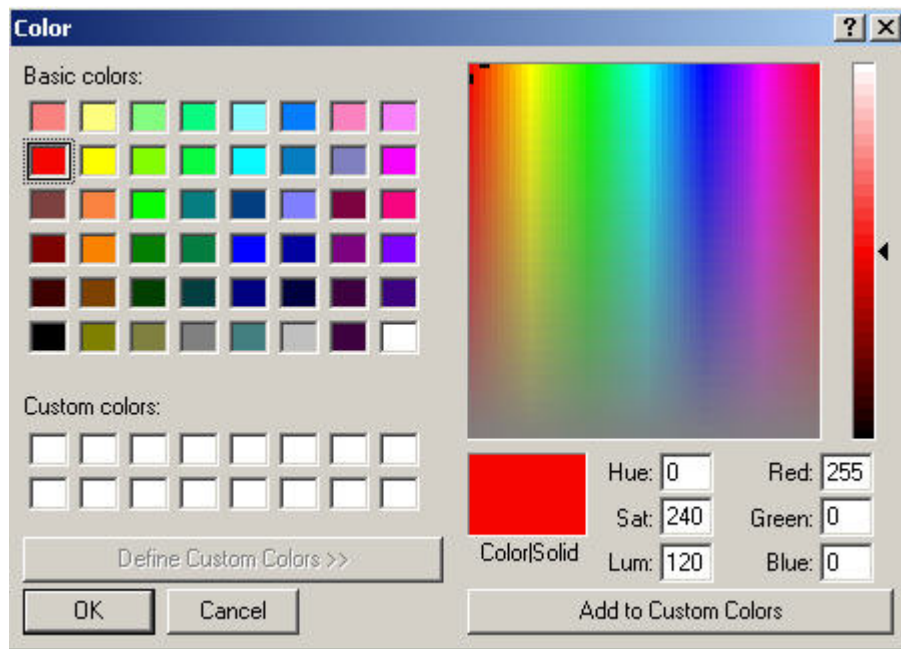 Color
Basic colors:
Custom colors:
Define Custom Colors >>
OK Cancel
Color|Solid
Hue: 0 Red: 255
Sat: 240 Green: 0
Lum: 120 Blue: 0
Add to Custom Colors